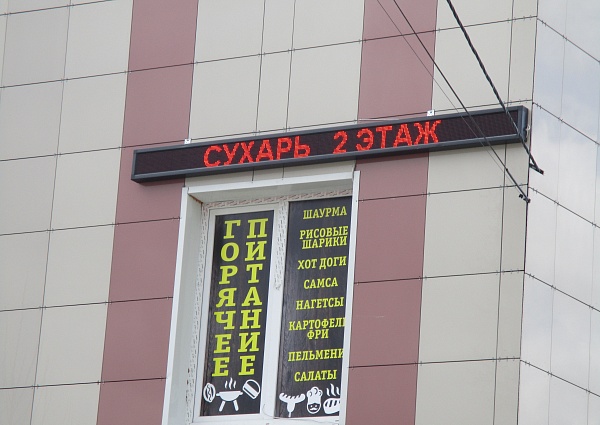 СУХАРЬ 2 ЭТАЖ
ГОРЯЧЕЕ
ПИТАНИЕ
ШАУРМА
РИСОВЫЕ
ШАРИКИ
ХОТ ДОГИ
САМСА
НАГЕТСЫ
КАРТОФЕЛЬ
ФРИ
ПЕЛЬМЕНИ
САЛАТЫ